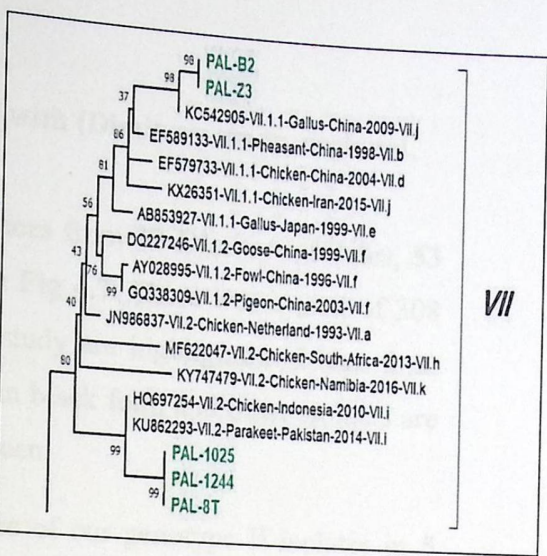 98
PAL-B2
98
PAL-Z3
37
KC542905-VII.1.1-Gallus-China-2009-VII.j
86
EF589133-VII.1.1-Pheasant-China-1998-VII.b
EF579733-VII.1.1-Chicken-China-2004-VII.d
81
KX26351-VII.1.1-Chicken-Iran-2015-VII.j
56
AB853927-VII.1.1-Gallus-Japan-1999-VII.e
DQ227246-VII.1.2-Goose-China-1999-VII.f
43
76
AY028995-VII.1.2-Fowl-China-1996-VII.f
99
GQ338309-VII.1.2-Pigeon-China-2003-VII.f
40
JN986837-VII.2-Chicken-Netherland-1993-VII.a
MF622047-VII.2-Chicken-South-Africa-2013-VII.h
80
KY747479-VII.2-Chicken-Namibia-2016-VII.k
HQ697254-VII.2-Chicken-Indonesia-2010-VII.i
KU862293-VII.2-Parakeet-Pakistan-2014-VII.i
99
PAL-1025
PAL-1244
99
PAL-8T
VII